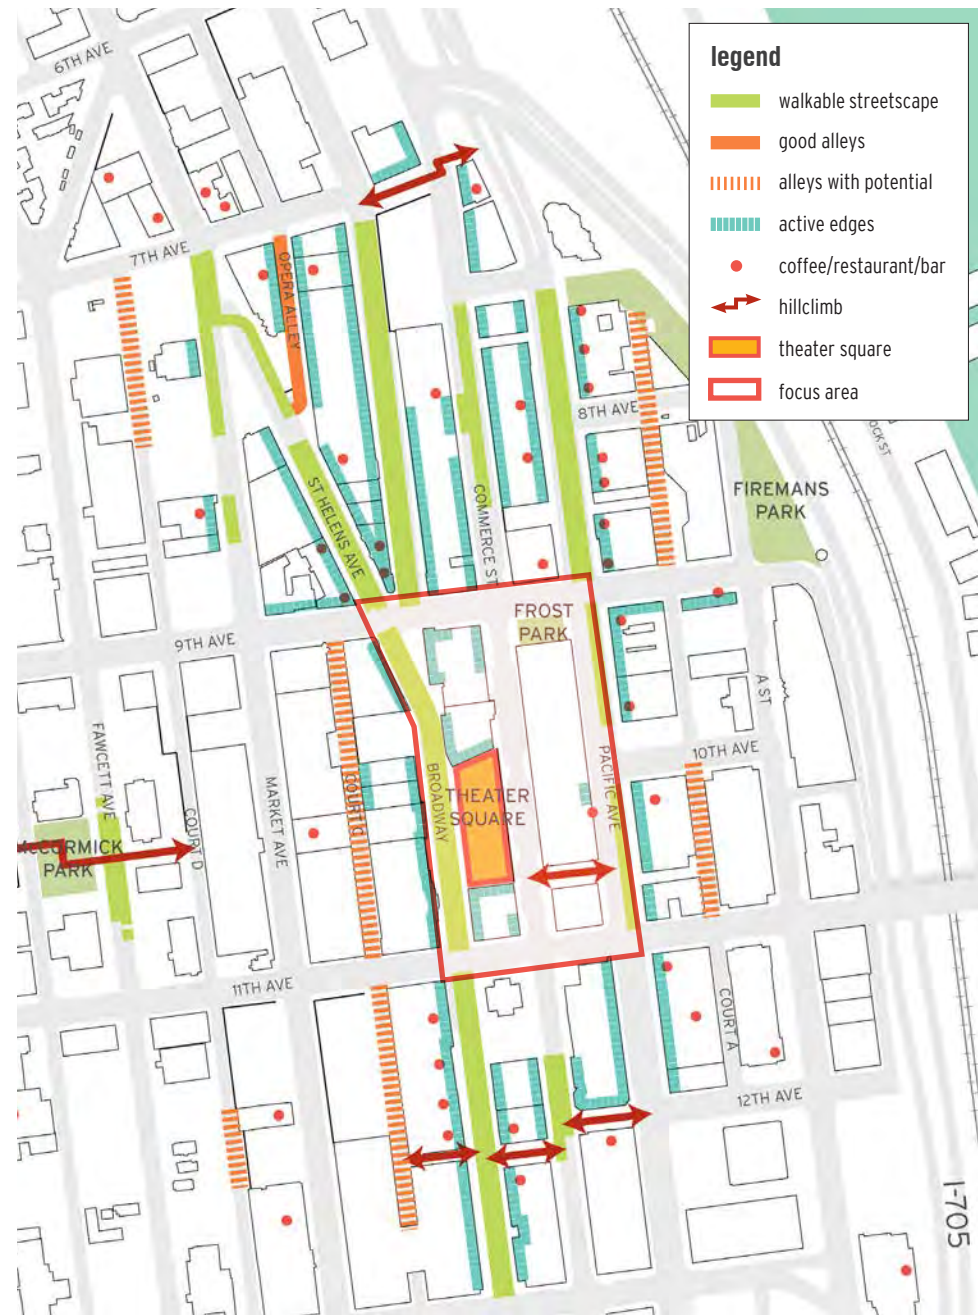 legend
walkable streetscape
good alleys
alleys with potential
active edges
coffee/restaurant/bar
hillclimb
theater square
focus area
6TH AVE
7TH AVE
OPERA ALLEY
8TH AVE
OCK ST
FIREMANS
PARK
ST HELENS AVE
COMMERCE ST
FROST
PARK
9TH AVE
A ST
FAWCETT AVE
COURT D
MARKET AVE
COURT C
BROADWAY
THEATER
SQUARE
PACIFIC AVE
10TH AVE
McCORMICK
PARK
11TH AVE
COURT A
12TH AVE
I-705